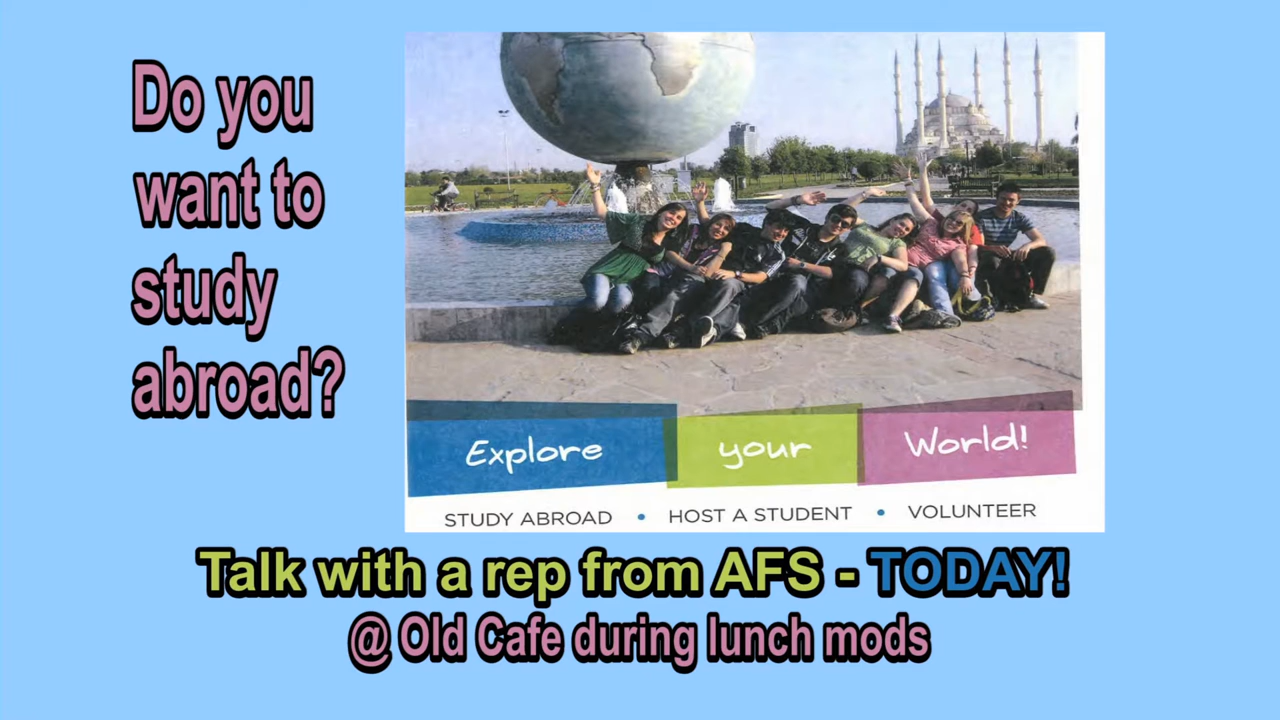 Do you
want to
study
abroad?
Explore your World!
STUDY ABROAD • HOST A STUDENT • VOLUNTEER
Talk with a rep from AFS - TODAY!
@ Old Cafe during lunch mods